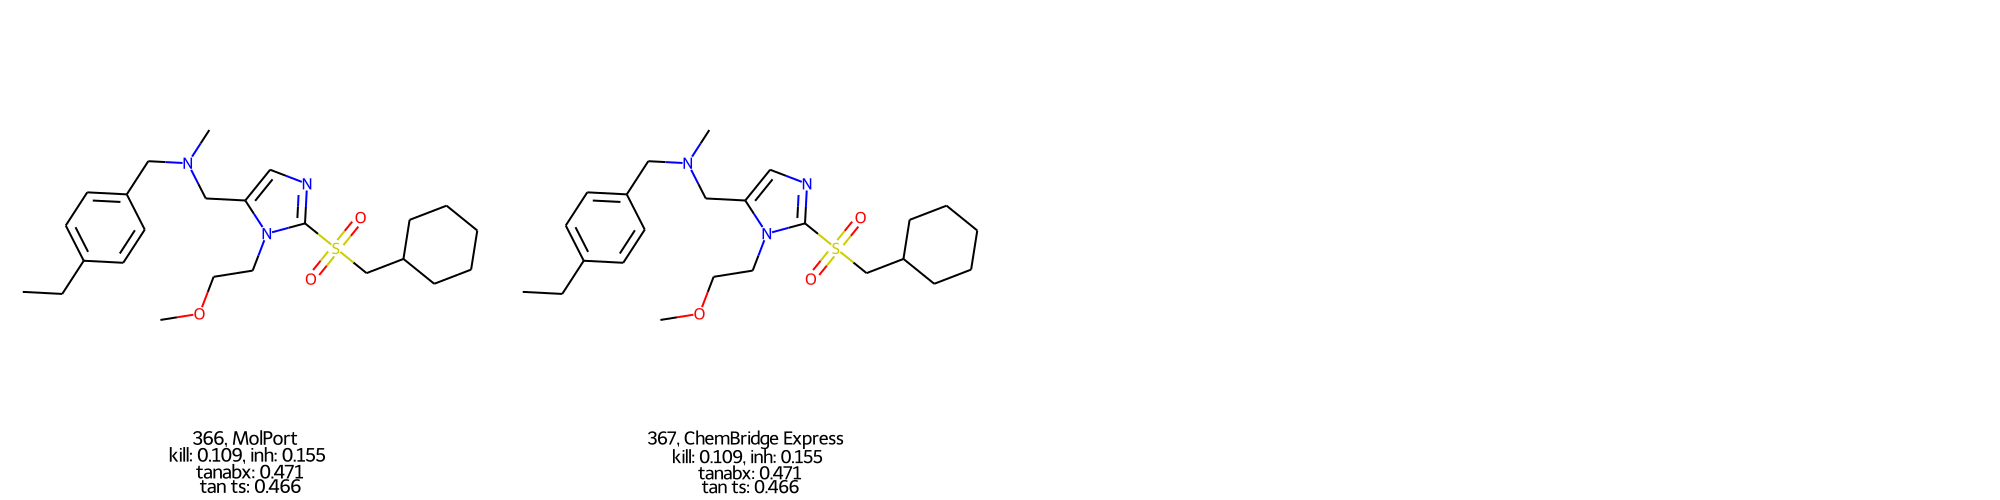 N
N
N
S
O
O
O
N
N
N
S
O
O
O
366, MolPort
kill: 0.109, inh: 0.155
tanabx: 0.471
tan ts: 0.466
367, ChemBridge Express
kill: 0.109, inh: 0.155
tanabx: 0.471
tan ts: 0.466